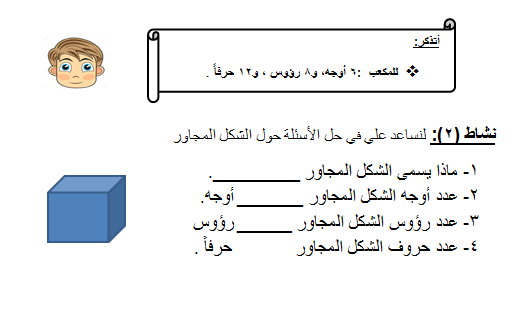 أتذكر:
❖ للمكعب :٦ أوجه، و٨ رؤوس ، و١٢ حرفاً .
نشاط (٢): لنساعد علي في حل الأسئلة حول الشكل المجاور
١- ماذا يسمى الشكل المجاور _________.
٢- عدد أوجه الشكل المجاور _______ أوجه.
٣- عدد رؤوس الشكل المجاور ______ رؤوس
٤- عدد حروف الشكل المجاور حرفاً .